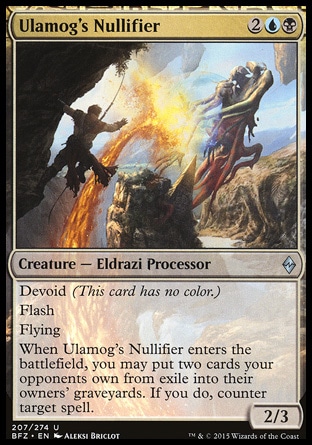 Ulamog's Nullifier 2
Creature — Eldrazi Processor
Devoid (This card has no color.)
Flash
Flying
When Ulamog's Nullifier enters the
battlefield, you may put two cards your
opponents own from exile into their
owners' graveyards. If you do, counter
target spell.
2/3
207/274 U
BFZ • EN Aleksi Briclot
™ & © 2015 Wizards of the Coast